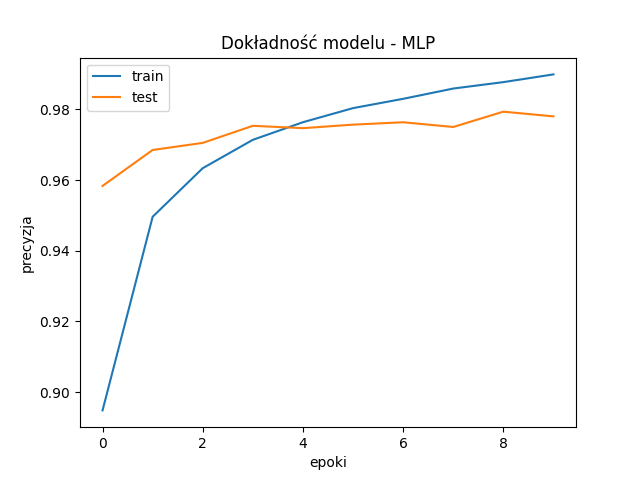 Dokładność modelu - MLP
train
test
0.98
0.96
0.94
0.92
0.90
precyzja
0 2 4 6 8
epoki